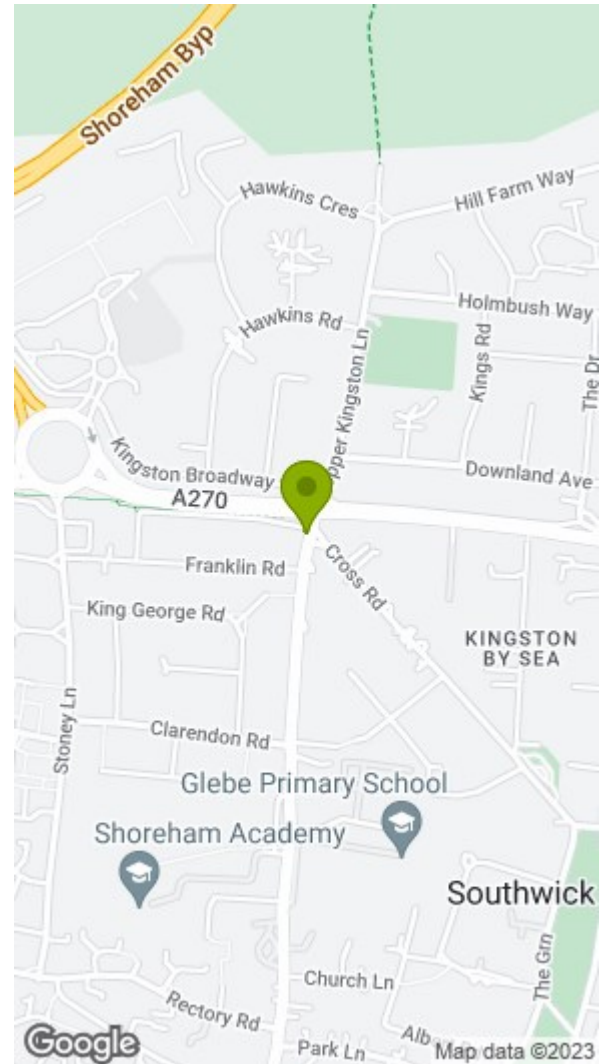 Shoreham Byp
Hawkins Cres
Hill Farm Way
Holmbush Way
Hawkins Rd
Kings Rd
The Dr
pper Kingston Ln
Kingston Broadway
Downland Ave
A270
Franklin Rd
Cross Rd
King George Rd
KINGSTON
BY SEA
Stoney Ln
Clarendon Rd
Glebe Primary School
Shoreham Academy
Southwick
The Grn
Church Ln
Rectory Rd
Park Ln
Alb
Google
Map data ©2023